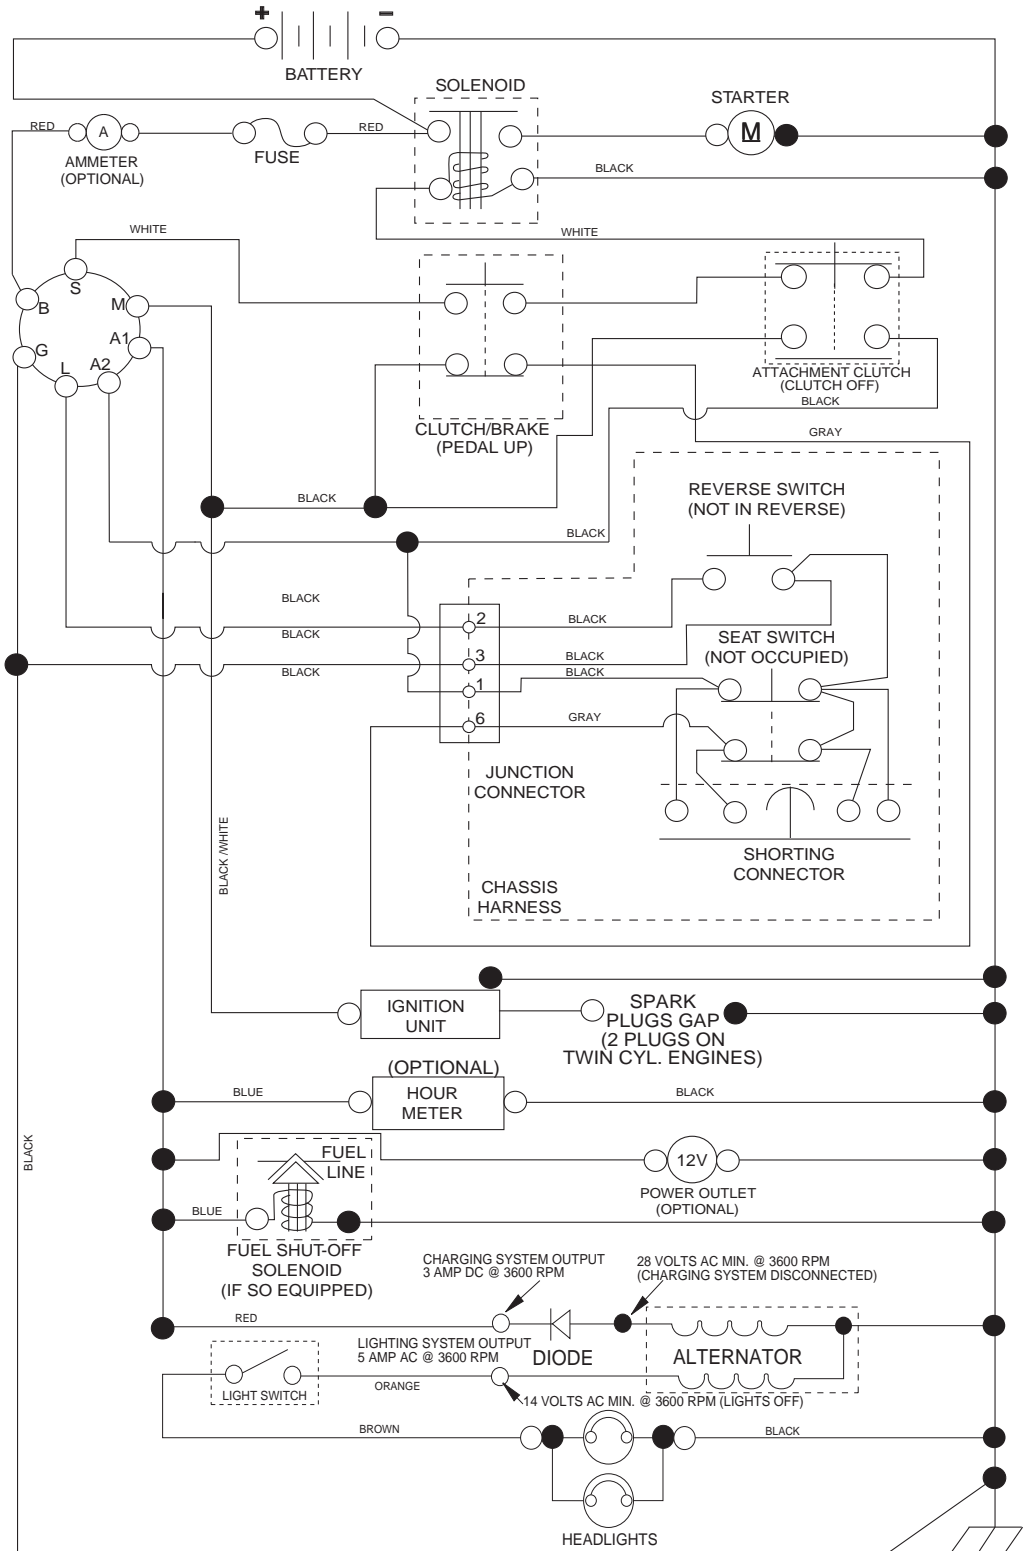 + –
BATTERY
SOLENOID
STARTER
RED
A
RED
M
AMMETER
(OPTIONAL)
FUSE
BLACK
WHITE
WHITE
S
B
M
G
A1
L
A2
ATTACHMENT CLUTCH
(CLUTCH OFF)
BLACK
CLUTCH/BRAKE
(PEDAL UP)
GRAY
BLACK
REVERSE SWITCH
(NOT IN REVERSE)
BLACK
BLACK
2
BLACK
BLACK
SEAT SWITCH
(NOT OCCUPIED)
3
BLACK
BLACK
BLACK
1
6
GRAY
JUNCTION
CONNECTOR
BLACK /WHITE
SHORTING
CONNECTOR
CHASSIS
HARNESS
IGNITION
UNIT
SPARK
PLUGS GAP
(2 PLUGS ON
TWIN CYL. ENGINES)
(OPTIONAL)
BLUE
HOUR
METER
BLACK
BLACK
FUEL
LINE
12V
POWER OUTLET
(OPTIONAL)
BLUE
FUEL SHUT-OFF
SOLENOID
(IF SO EQUIPPED)
CHARGING SYSTEM OUTPUT
3 AMP DC @ 3600 RPM
28 VOLTS AC MIN. @ 3600 RPM
(CHARGING SYSTEM DISCONNECTED)
RED
LIGHTING SYSTEM OUTPUT
5 AMP AC @ 3600 RPM
DIODE
ALTERNATOR
LIGHT SWITCH
ORANGE
14 VOLTS AC MIN. @ 3600 RPM (LIGHTS OFF)
BROWN
BLACK
HEADLIGHTS